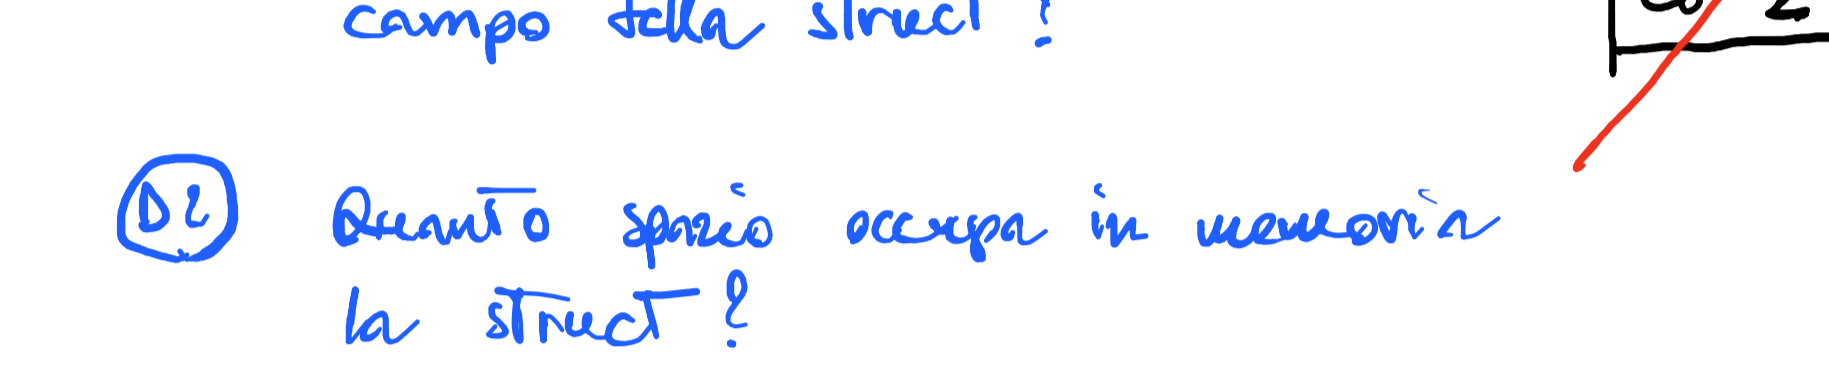 campo della struct ?
D2 Quanto spazio occupa in memoria
la struct ?